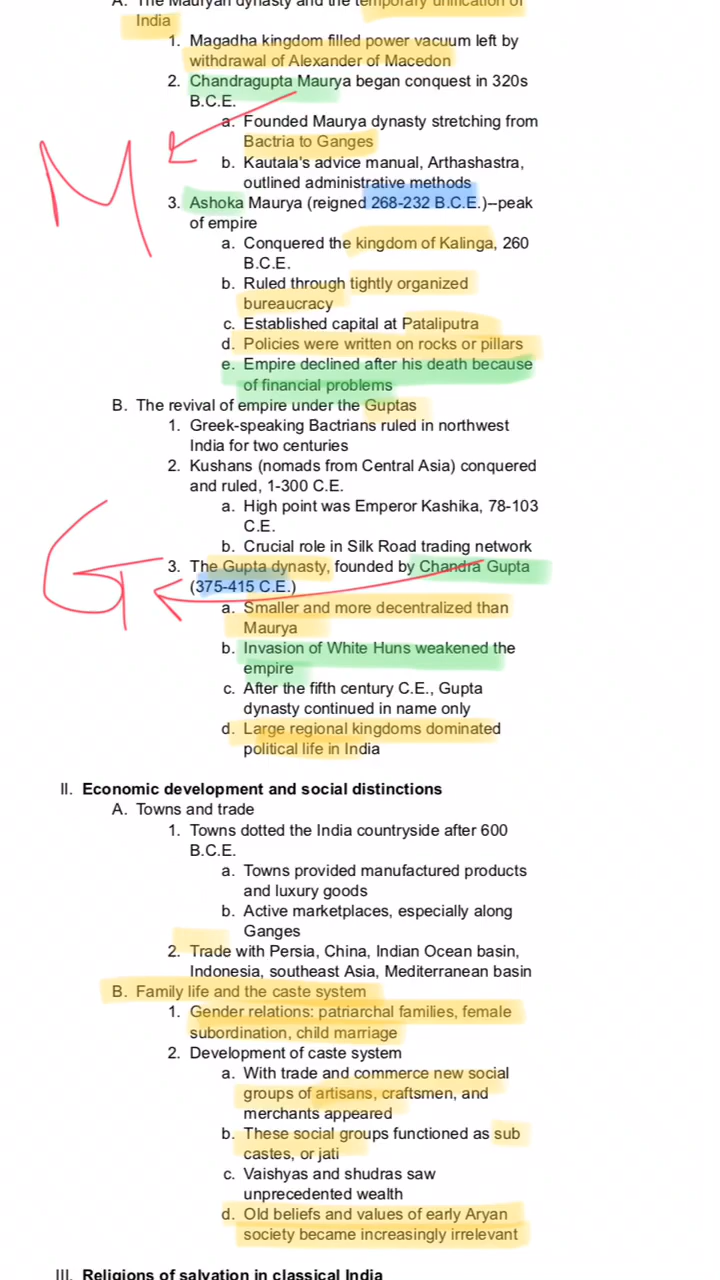 A. The Mauryan dynasty and the temporary unification of
India
1. Magadha kingdom filled power vacuum left by
withdrawal of Alexander of Macedon
2. Chandragupta Maurya began conquest in 320s
B.C.E.
a. Founded Maurya dynasty stretching from
Bactria to Ganges
b. Kautala's advice manual, Arthashastra,
outlined administrative methods
M
3. Ashoka Maurya (reigned 268-232 B.C.E.)–peak
of empire
a. Conquered the kingdom of Kalinga, 260
B.C.E.
b. Ruled through tightly organized
bureaucracy
c. Established capital at Pataliputra
d. Policies were written on rocks or pillars
e. Empire declined after his death because
of financial problems
B. The revival of empire under the Guptas
1. Greek-speaking Bactrians ruled in northwest
India for two centuries
2. Kushans (nomads from Central Asia) conquered
and ruled, 1-300 C.E.
a. High point was Emperor Kashika, 78-103
C.E.
b. Crucial role in Silk Road trading network
G
3. The Gupta dynasty, founded by Chandra Gupta
(375-415 C.E.)
a. Smaller and more decentralized than
Maurya
b. Invasion of White Huns weakened the
empire
c. After the fifth century C.E., Gupta
dynasty continued in name only
d. Large regional kingdoms dominated
political life in India
II. Economic development and social distinctions
A. Towns and trade
1. Towns dotted the India countryside after 600
B.C.E.
a. Towns provided manufactured products
and luxury goods
b. Active marketplaces, especially along
Ganges
2. Trade with Persia, China, Indian Ocean basin,
Indonesia, southeast Asia, Mediterranean basin
B. Family life and the caste system
1. Gender relations: patriarchal families, female
subordination, child marriage
2. Development of caste system
a. With trade and commerce new social
groups of artisans, craftsmen, and
merchants appeared
b. These social groups functioned as sub
castes, or jati
c. Vaishyas and shudras saw
unprecedented wealth
d. Old beliefs and values of early Aryan
society became increasingly irrelevant
III. Religions of salvation in classical India